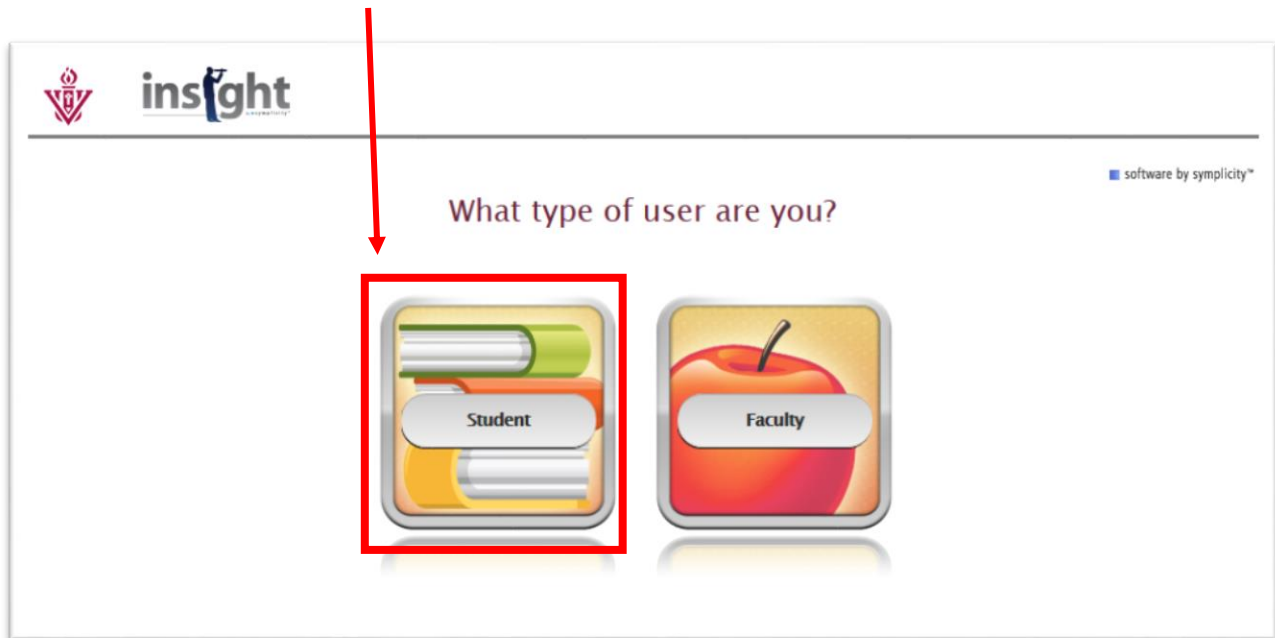 insight
software by symplicity™
What type of user are you?
Student
Faculty